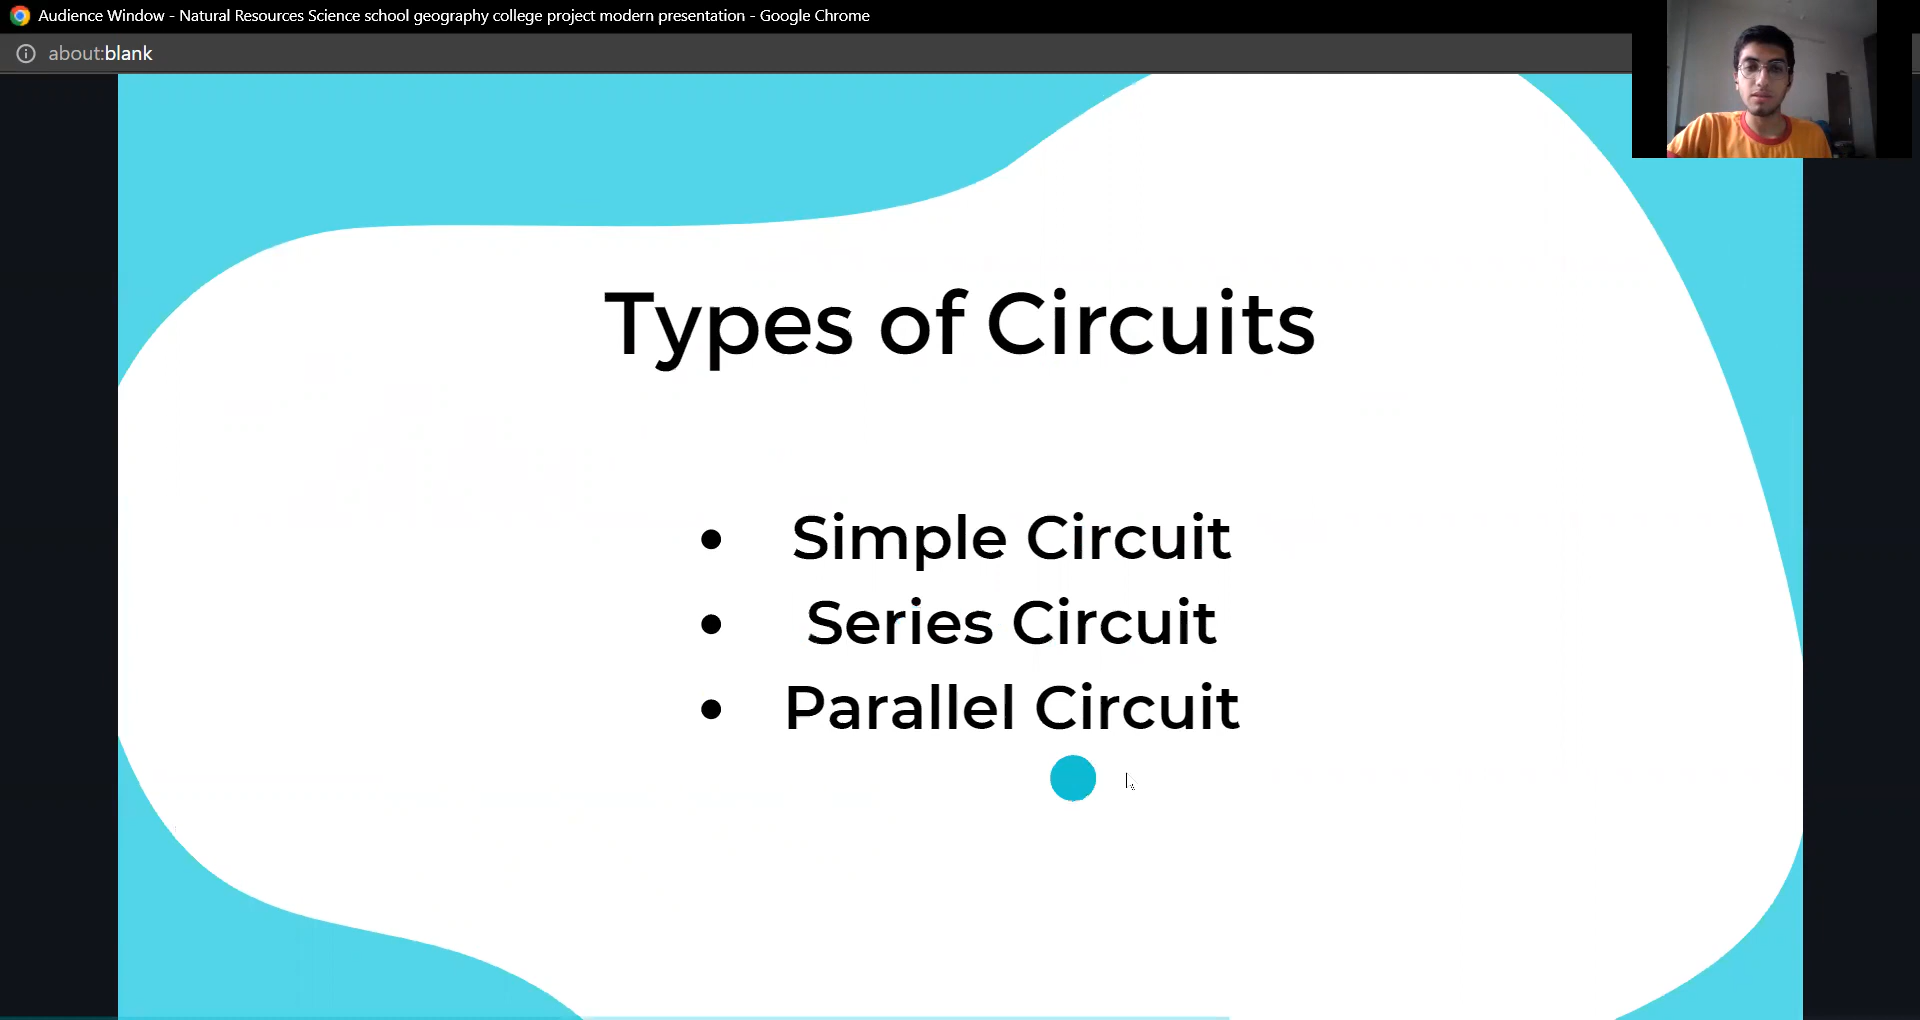 Audience Window - Natural Resources Science school geography college project modern presentation - Google Chrome
about:blank
Types of Circuits
• Simple Circuit
• Series Circuit
• Parallel Circuit